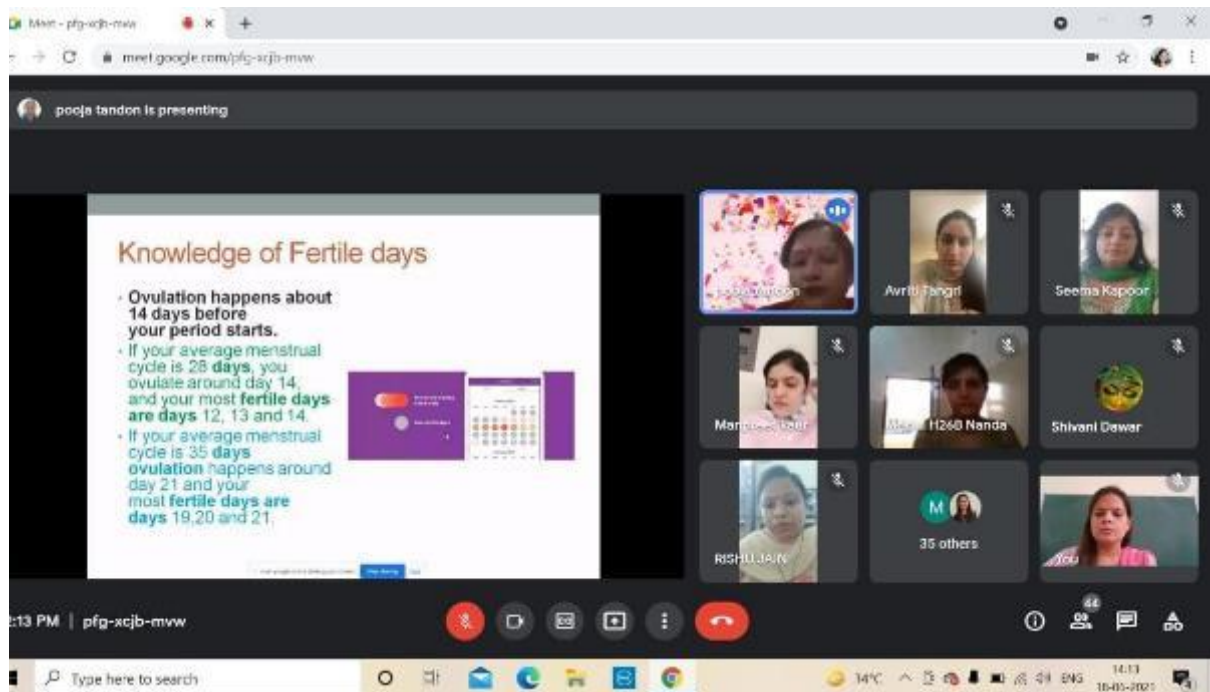 Meet - pfg-xcjb-mvw
meet.google.com/pfg-xcjb-mvw
pooja tandon is presenting
Knowledge of Fertile days
Ovulation happens about
14 days before
your period starts.
If your average menstrual
cycle is 28 days, you
ovulate around day 14,
and your most fertile days
are days 12, 13 and 14.
If your average menstrual
cycle is 35 days
ovulation happens around
day 21 and your
most fertile days are
days 19,20 and 21.
Avriti Tangri
Seema Kapoor
H26B Nanda
Shivani Dawar
RISHU JAIN
M
35 others
You
:13 PM | pfg-xcjb-mvw
44
Type here to search
34°C
ENG
14:13